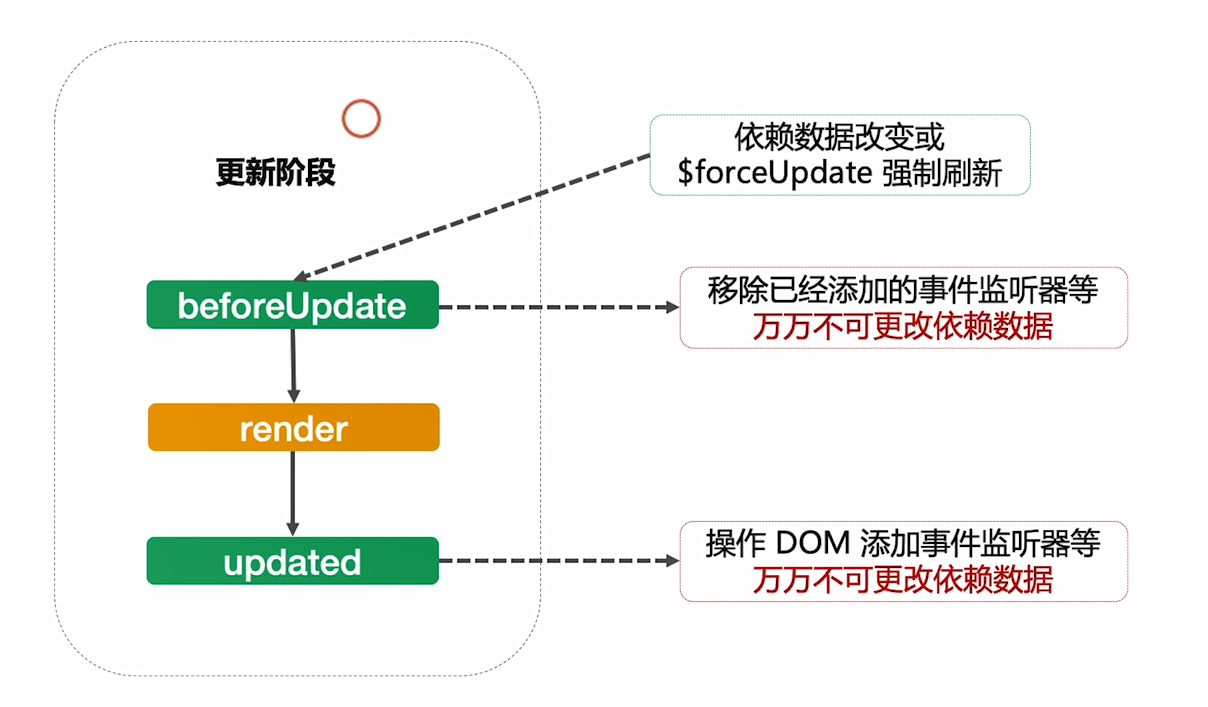 更新阶段
依赖数据改变或
$forceUpdate 强制刷新
beforeUpdate
移除已经添加的事件监听器等
万万不可更改依赖数据
render
updated
操作 DOM 添加事件监听器等
万万不可更改依赖数据